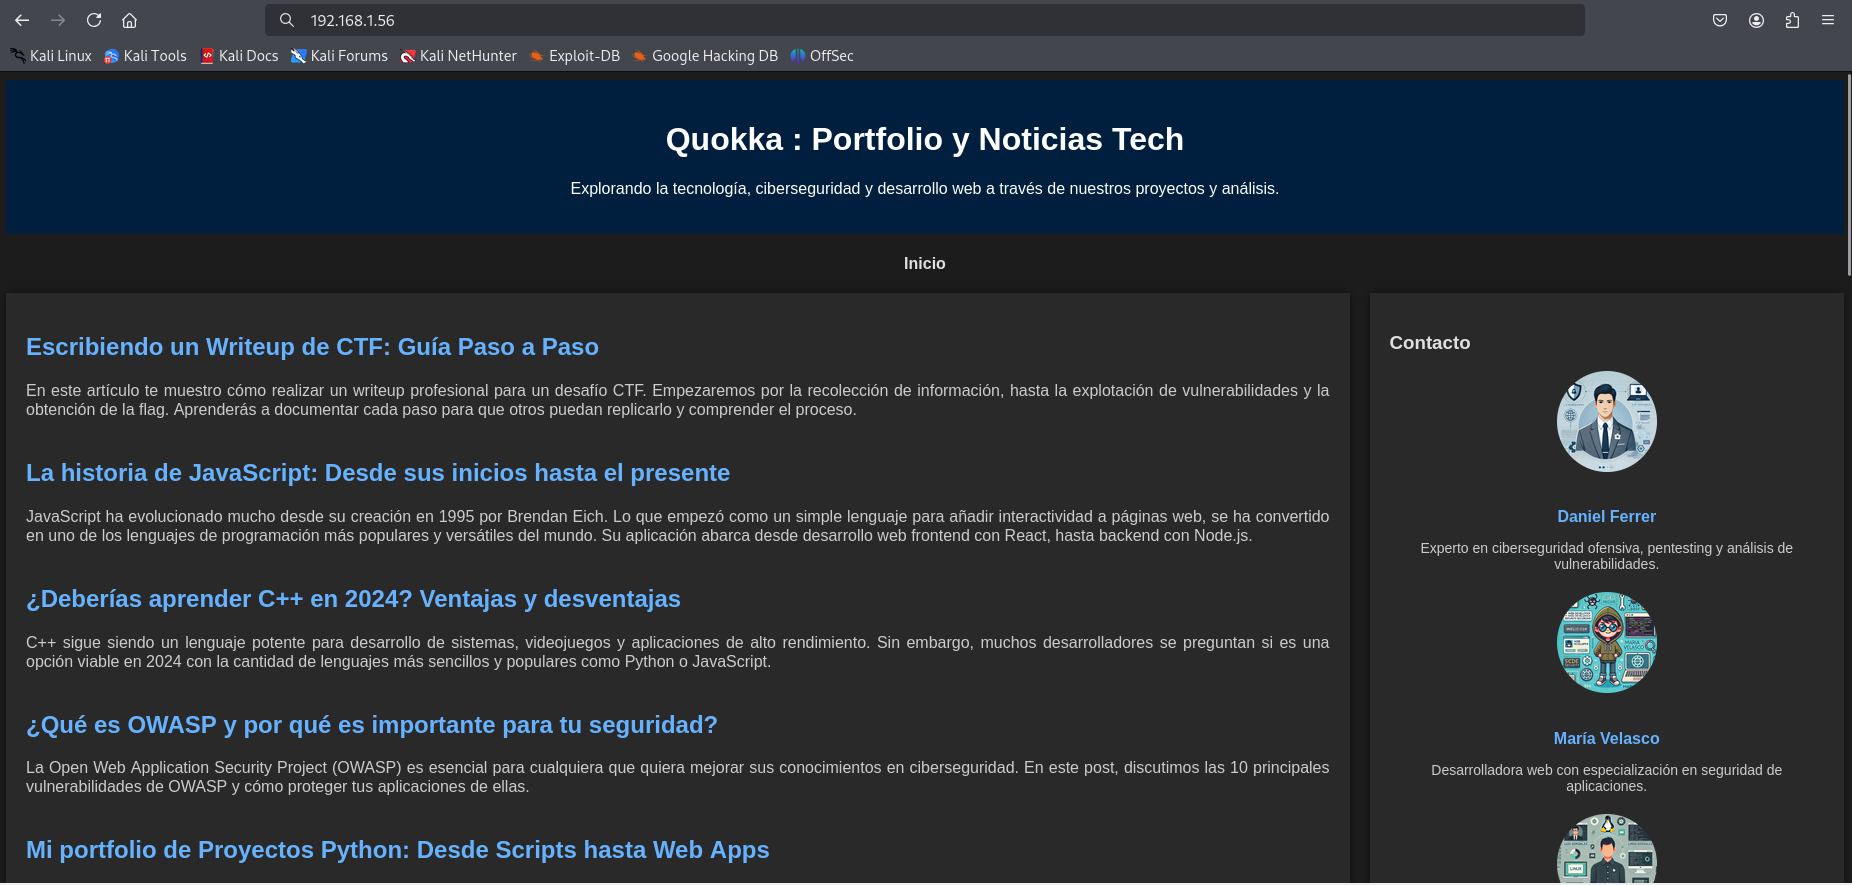 192.168.1.56
Kali Linux Kali Tools Kali Docs Kali Forums Kali NetHunter Exploit-DB Google Hacking DB OffSec
Quokka : Portfolio y Noticias Tech
Explorando la tecnología, ciberseguridad y desarrollo web a través de nuestros proyectos y análisis.
Inicio
Escribiendo un Writeup de CTF: Guía Paso a Paso
En este artículo te muestro cómo realizar un writeup profesional para un desafío CTF. Empezaremos por la recolección de información, hasta la explotación de vulnerabilidades y la
obtención de la flag. Aprenderás a documentar cada paso para que otros puedan replicarlo y comprender el proceso.
La historia de JavaScript: Desde sus inicios hasta el presente
JavaScript ha evolucionado mucho desde su creación en 1995 por Brendan Eich. Lo que empezó como un simple lenguaje para añadir interactividad a páginas web, se ha convertido
en uno de los lenguajes de programación más populares y versátiles del mundo. Su aplicación abarca desde desarrollo web frontend con React, hasta backend con Node.js.
¿Deberías aprender C++ en 2024? Ventajas y desventajas
C++ sigue siendo un lenguaje potente para desarrollo de sistemas, videojuegos y aplicaciones de alto rendimiento. Sin embargo, muchos desarrolladores se preguntan si es una
opción viable en 2024 con la cantidad de lenguajes más sencillos y populares como Python o JavaScript.
¿Qué es OWASP y por qué es importante para tu seguridad?
La Open Web Application Security Project (OWASP) es esencial para cualquiera que quiera mejorar sus conocimientos en ciberseguridad. En este post, discutimos las 10 principales
vulnerabilidades de OWASP y cómo proteger tus aplicaciones de ellas.
Mi portfolio de Proyectos Python: Desde Scripts hasta Web Apps
Contacto
Daniel Ferrer
Experto en ciberseguridad ofensiva, pentesting y análisis de
vulnerabilidades.
María Velasco
Desarrolladora web con especialización en seguridad de
aplicaciones.